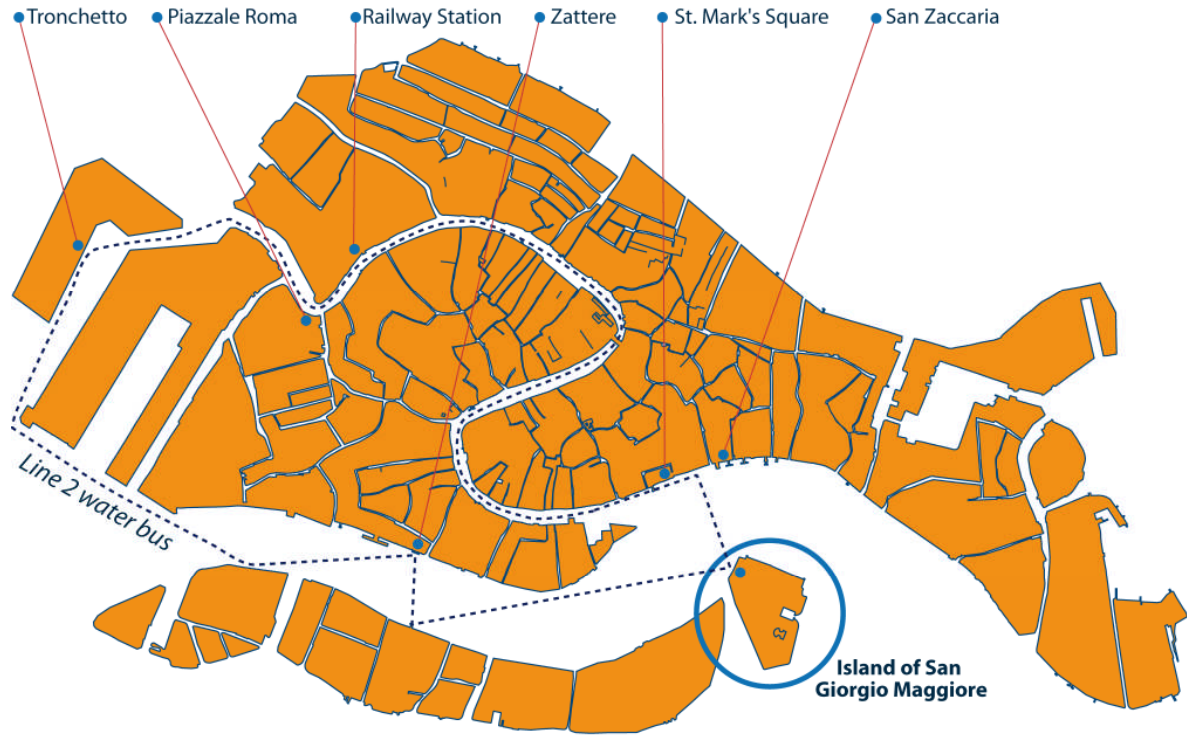 Tronchetto
Piazzale Roma
Railway Station
Zattere
St. Mark's Square
San Zaccaria
Line 2 water bus
Island of San
Giorgio Maggiore